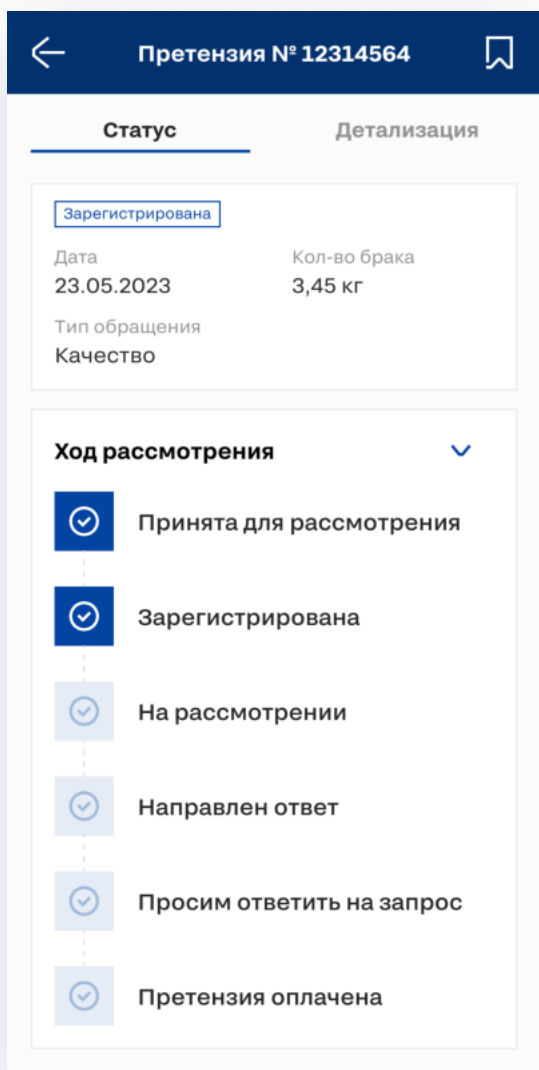 Претензия № 12314564
Статус
Детализация
Зарегистрирована
Дата
Кол-во брака
23.05.2023
3,45 кг
Тип обращения
Качество
Ход рассмотрения
Принята для рассмотрения
Зарегистрирована
На рассмотрении
Направлен ответ
Просим ответить на запрос
Претензия оплачена